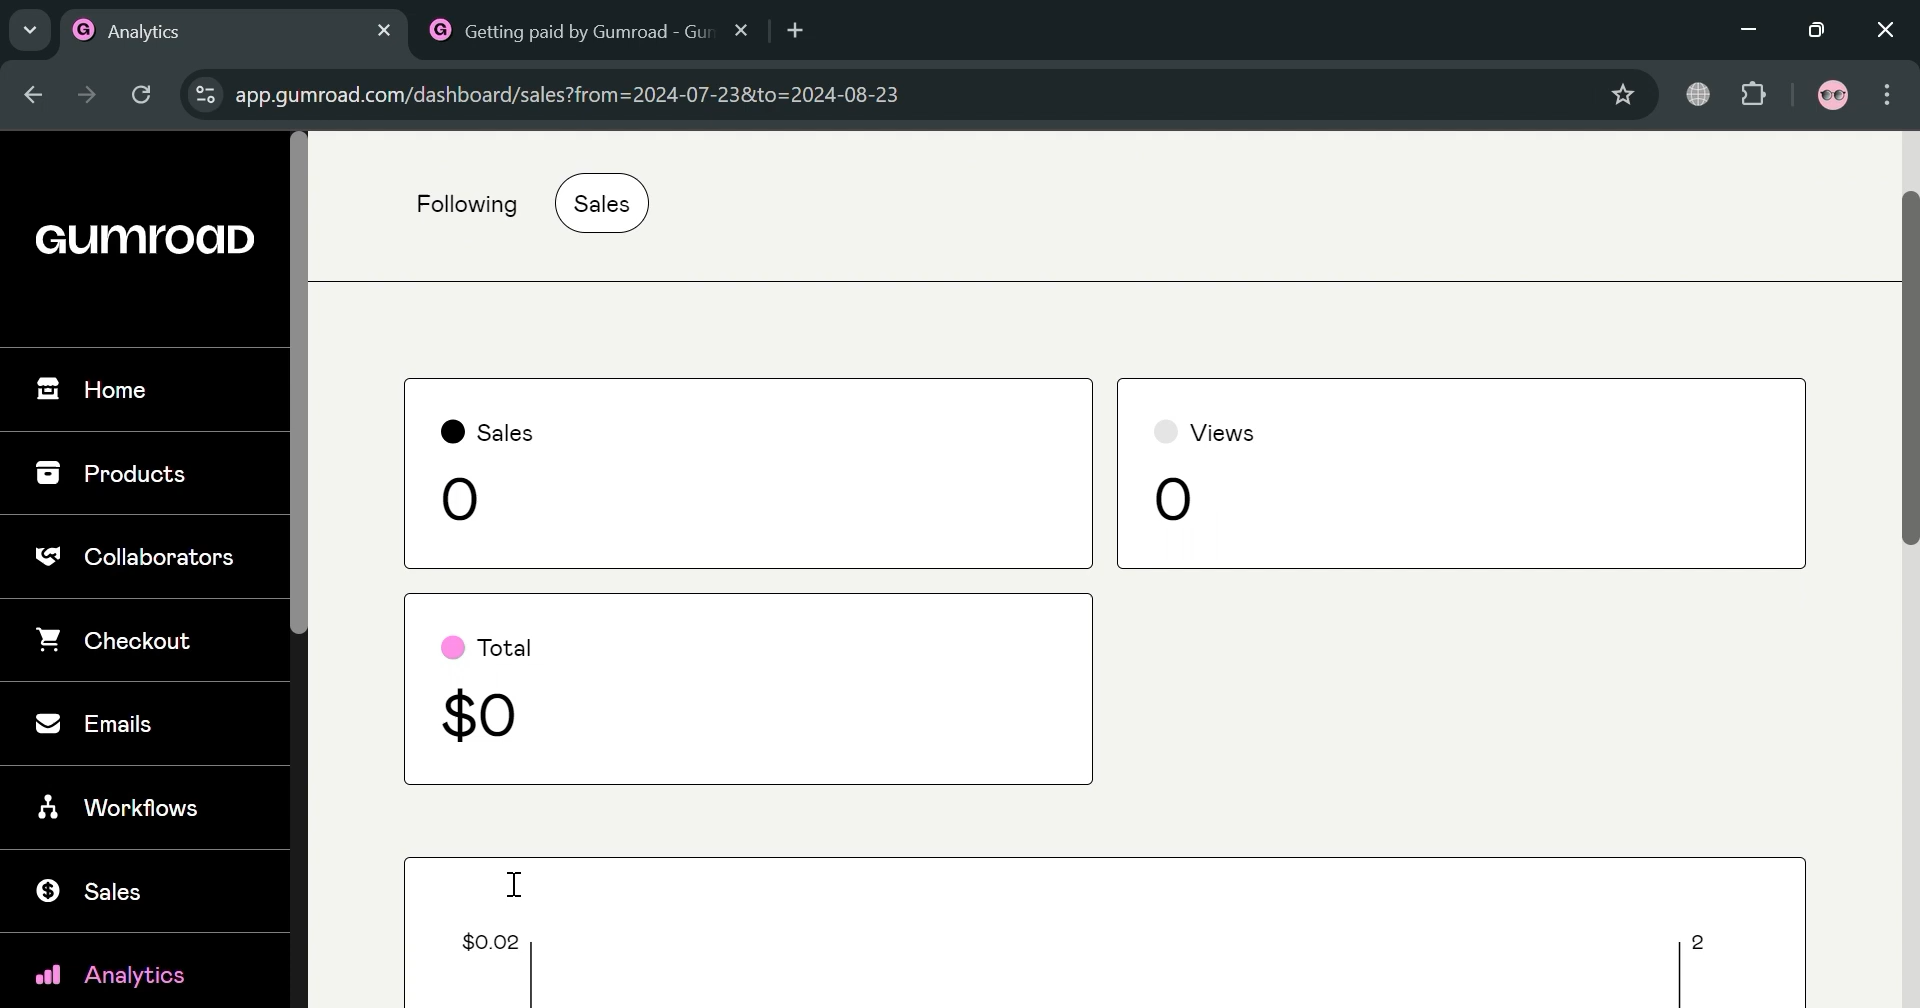 Analytics
Getting paid by Gumroad - Gu
app.gumroad.com/dashboard/sales?from=2024-07-23&to=2024-08-23
GUMROAD
Following
Sales
Home
Products
Collaborators
Checkout
Emails
Workflows
Sales
Analytics
Sales
0
Views
0
Total
$0
$0.02
2